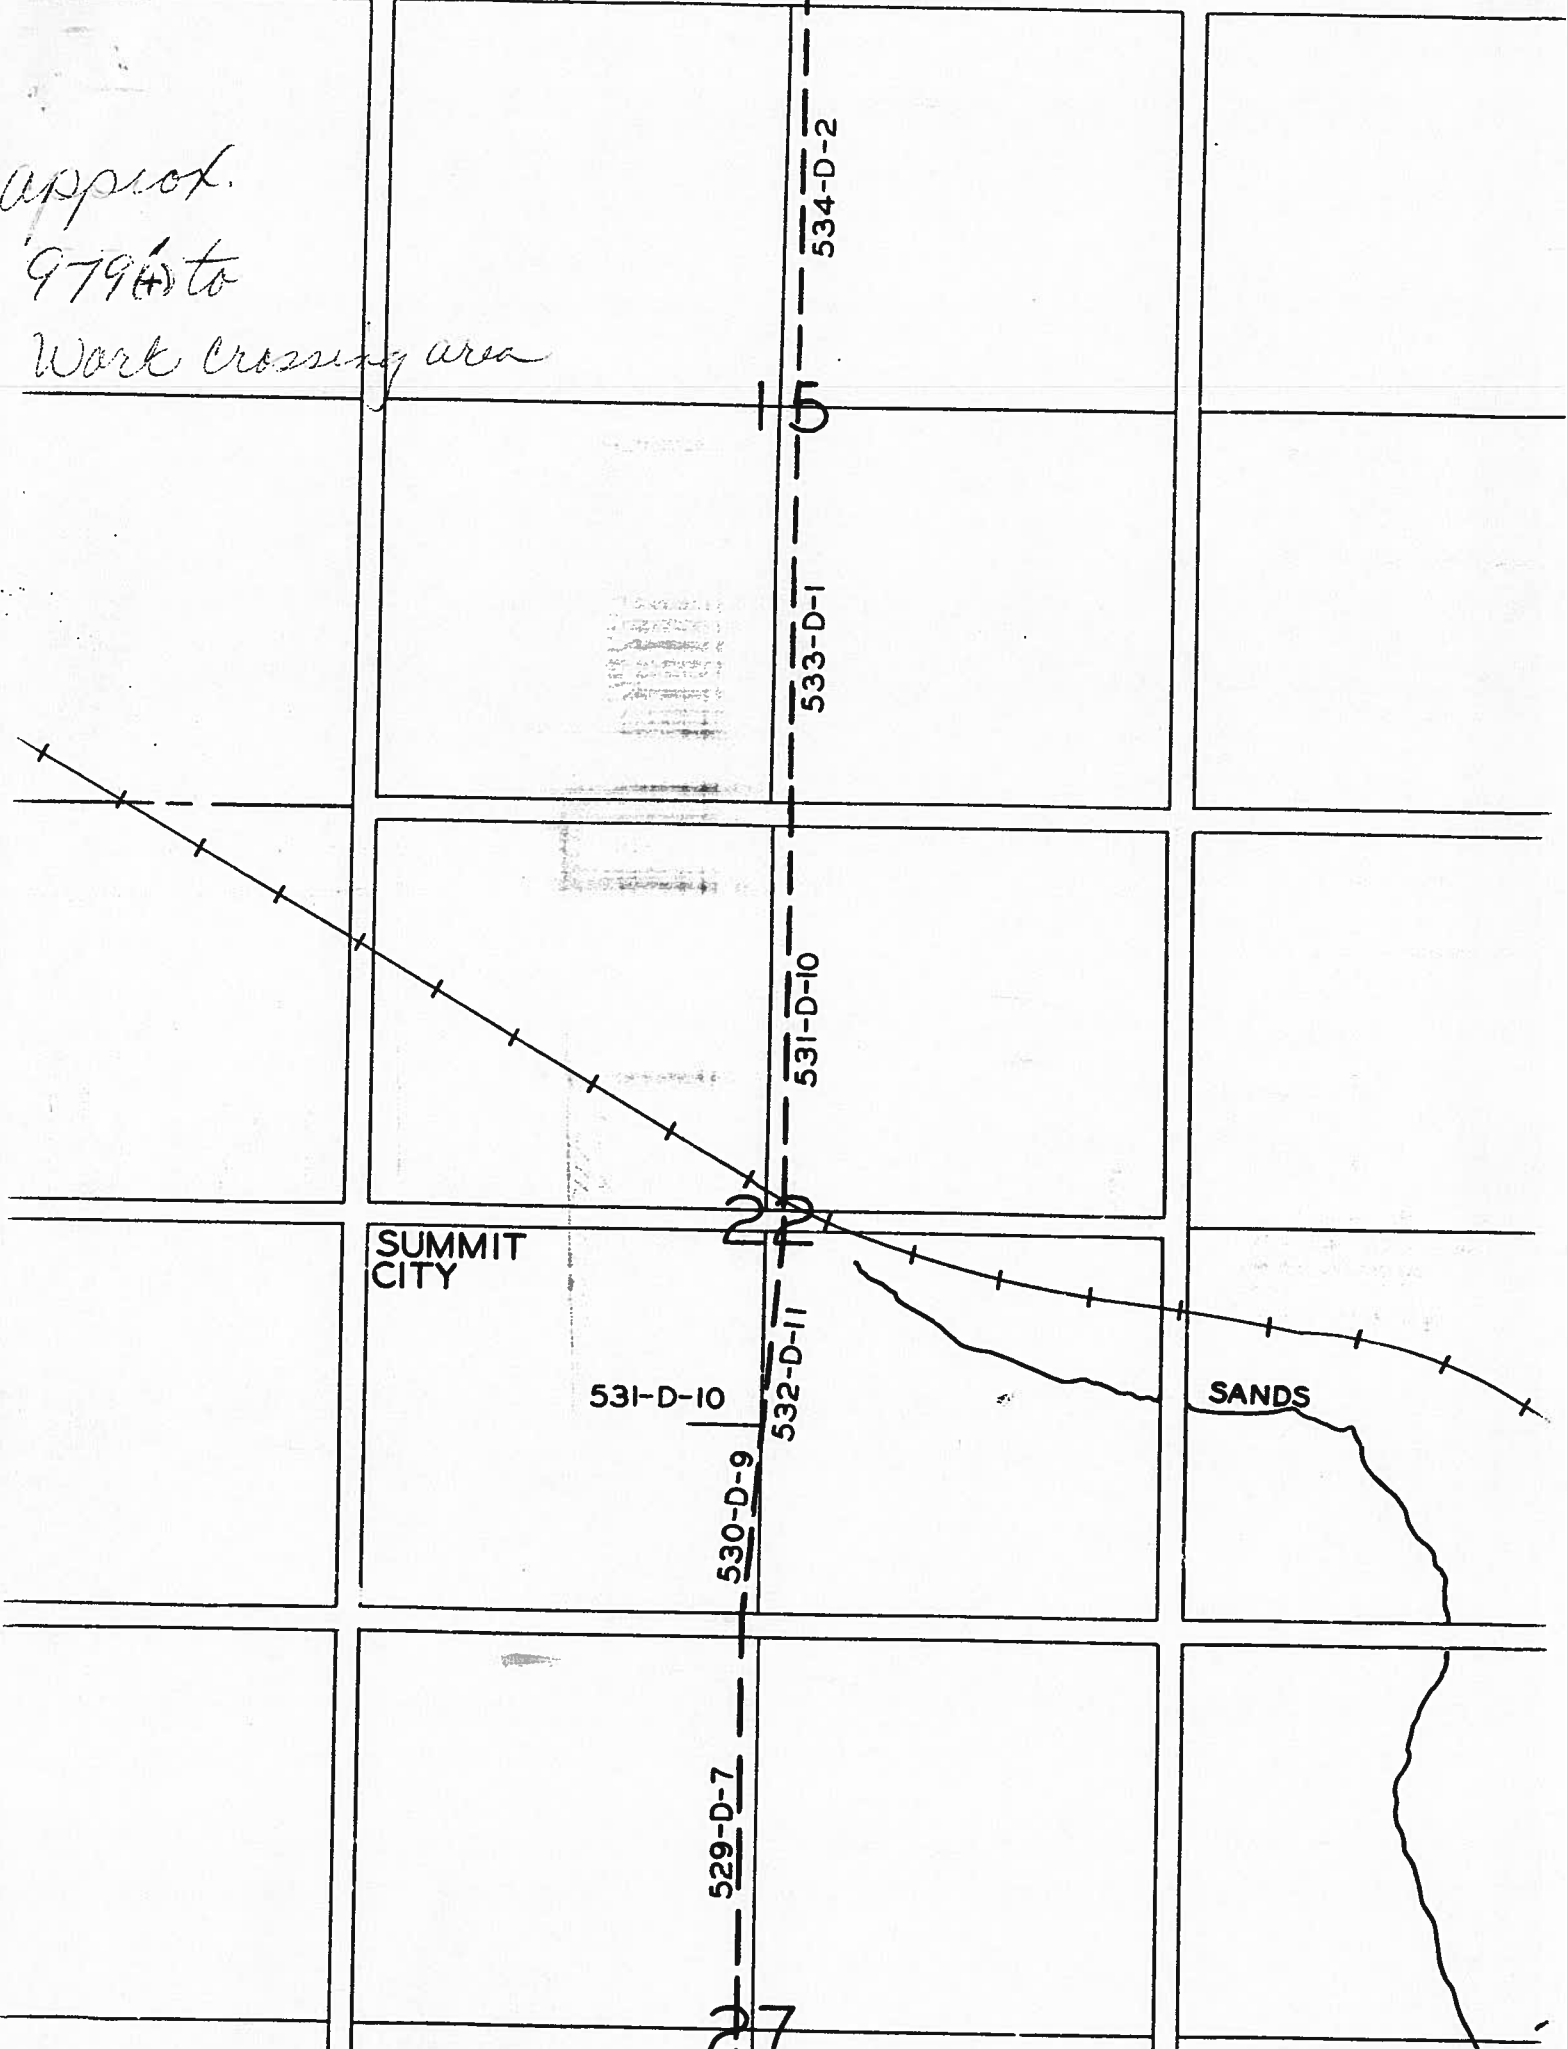 534-D-2
approx.
979(±) to
Work Crossing area
15
533-D-1
531-D-10
22
SUMMIT
CITY
532-D-11
531-D-10
SANDS
530-D-9
529-D-7
27